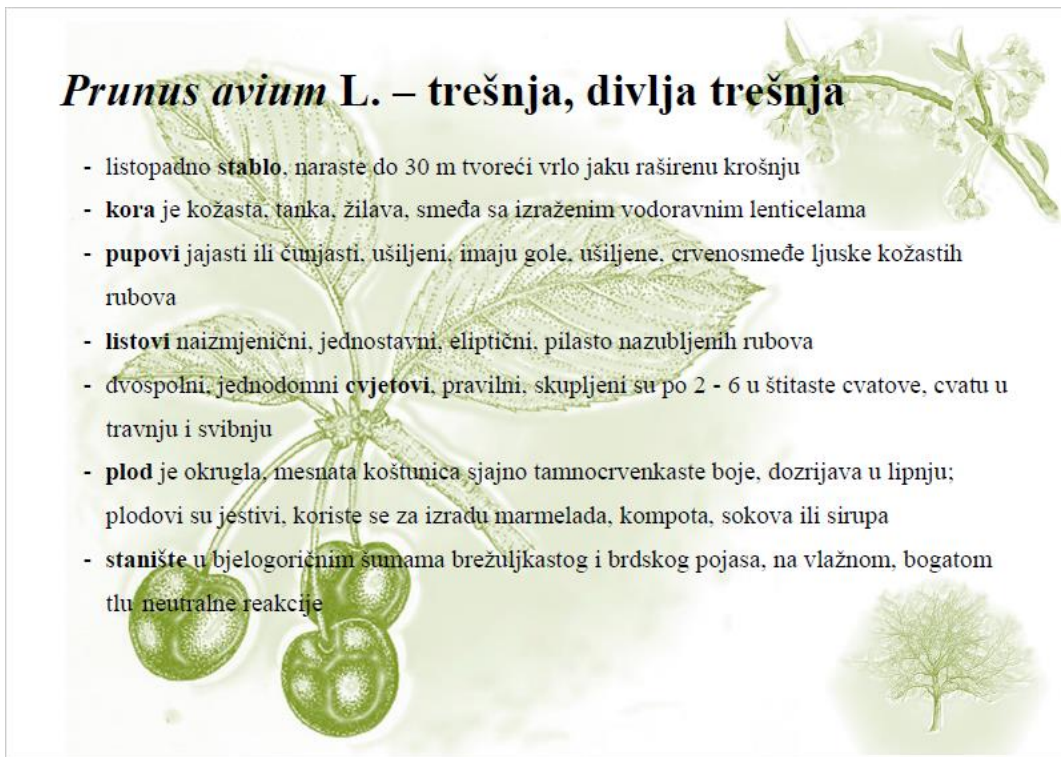 Prunus avium L. – trešnja, divlja trešnja
- listopadno stablo, naraste do 30 m tvoreći vrlo jaku raširenu krošnju
- kora je kožasta, tanka, žilava, smeđa sa izraženim vodoravnim lenticelama
- pupovi jajasti ili čunjasti, ušiljeni, imaju gole, ušiljene, crvenosmeđe ljuske kožastih
rubova
- listovi naizmjenični, jednostavni, eliptični, pilasto nazubljenih rubova
- dvospolni, jednodomni cvjetovi, pravilni, skupljeni su po 2 - 6 u štitaste cvatove, cvatu u
travnju i svibnju
- plod je okrugla, mesnata koštunica sjajno tamnocrvenkaste boje, dozrijava u lipnju;
plodovi su jestivi, koriste se za izradu marmelada, kompota, sokova ili sirupa
- stanište u bjelogoričnim šumama brežuljkastog i brdskog pojasa, na vlažnom, bogatom
tlu neutralne reakcije